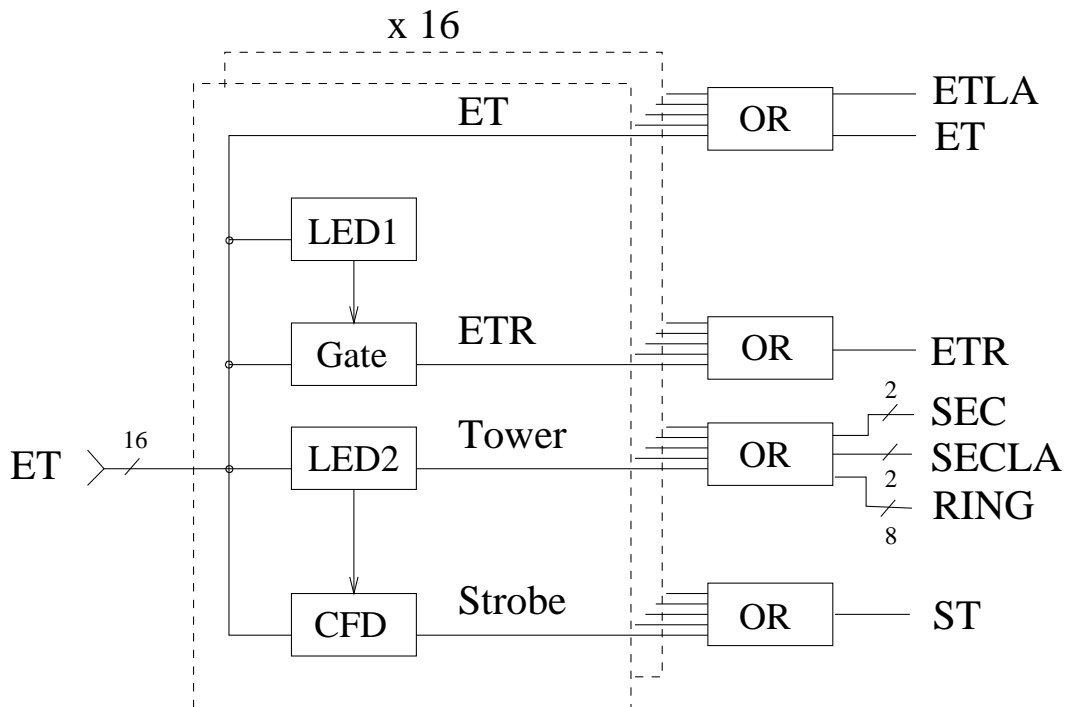 x 16
ET
OR
ETLA
ET
LED1
Gate
ETR
OR
ETR
ET
16
LED2
Tower
OR
2
SEC
SECLA
2
RING
8
CFD
Strobe
OR
ST